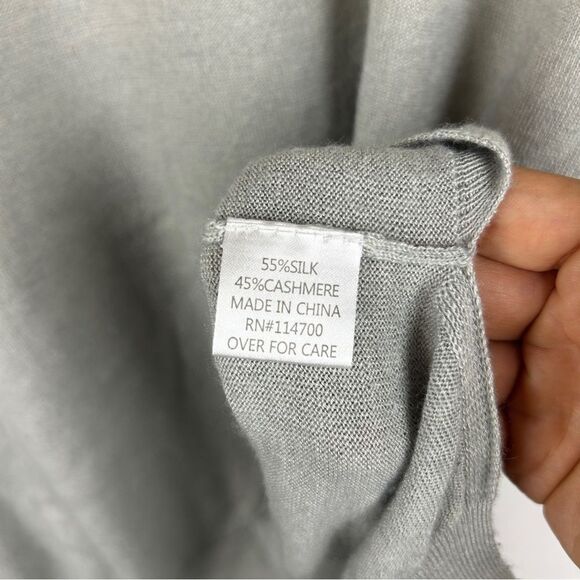 55%SILK
45%CASHMERE
MADE IN CHINA
RN#114700
OVER FOR CARE